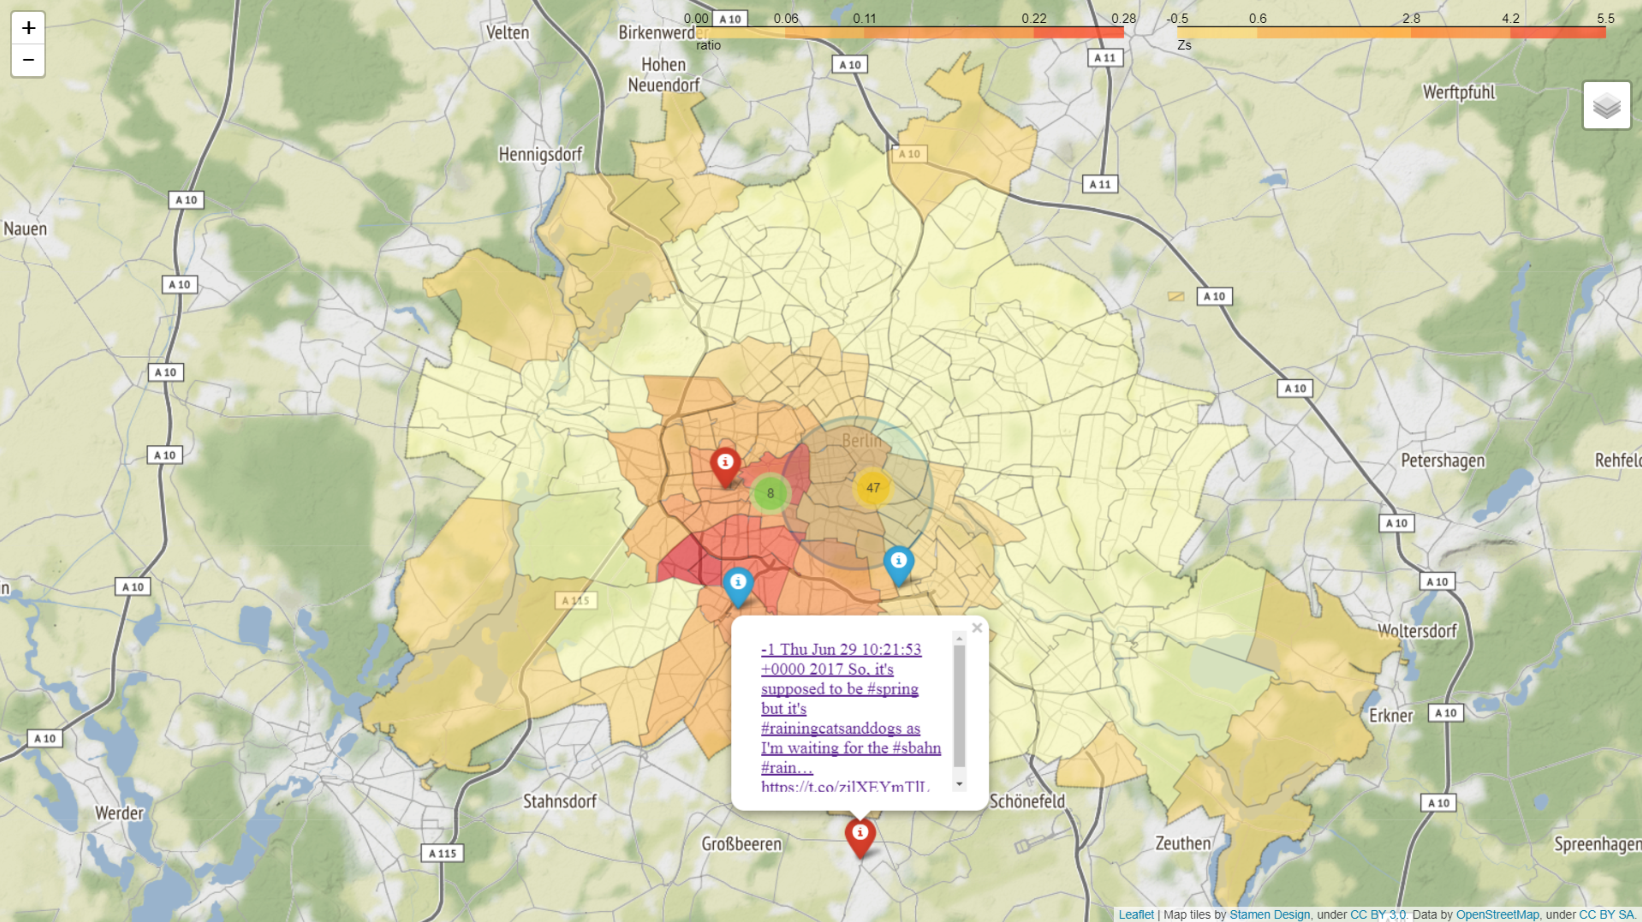 +
−
0.00
0.06
0.11
0.22
0.28
ratio
-0.5
0.6
2.8
4.2
5.5
Zs
A 10
Velten
Birkenwerder
Hohen
Neuendorf
A 10
A 11
Werftpfuhl
Hennigsdorf
A 10
A 11
A 10
Nauen
A 10
A 10
A 10
A 10
Berlin
Petershagen
Rehfel
A 10
8
47
A 10
A 10
A 10
A 115
Woltersdorf
×
-1 Thu Jun 29 10:21:53
+0000 2017 So, it's
supposed to be #spring
but it's
#rainingcatsanddogs as
I'm waiting for the #sbahn
#rain…
https://t.co/zilXEYmTlL
Erkner
A 10
A 10
Stahnsdorf
Schönefeld
A 10
Werder
Großbeeren
Zeuthen
Spreenhagen
A 115
Leaflet | Map tiles by Stamen Design, under CC BY 3.0. Data by OpenStreetMap, under CC BY SA.